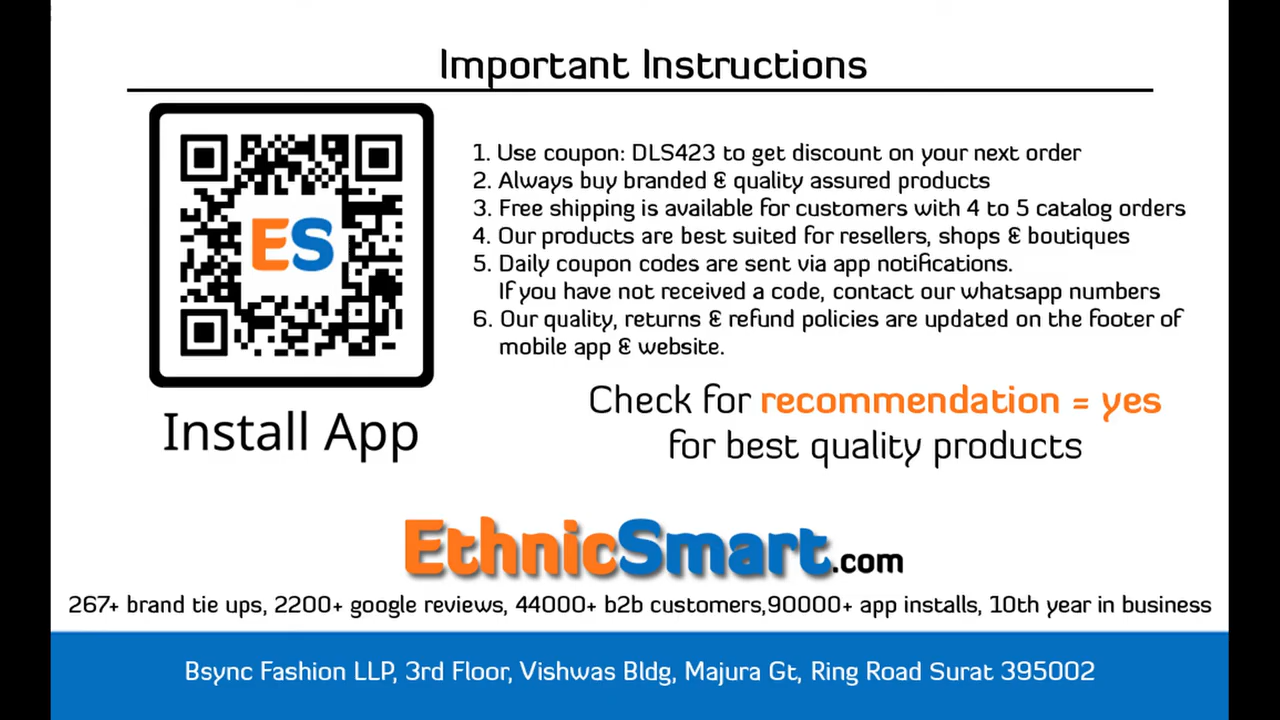 Important Instructions
1. Use coupon: DLS423 to get discount on your next order
2. Always buy branded & quality assured products
3. Free shipping is available for customers with 4 to 5 catalog orders
4. Our products are best suited for resellers, shops & boutiques
5. Daily coupon codes are sent via app notifications.
If you have not received a code, contact our whatsapp numbers
6. Our quality, returns & refund policies are updated on the footer of
mobile app & website.
ES
Install App
Check for recommendation = yes
for best quality products
EthnicSmart.com
267+ brand tie ups, 2200+ google reviews, 44000+ b2b customers,90000+ app installs, 10th year in business
Bsync Fashion LLP, 3rd Floor, Vishwas Bldg, Majura Gt, Ring Road Surat 395002